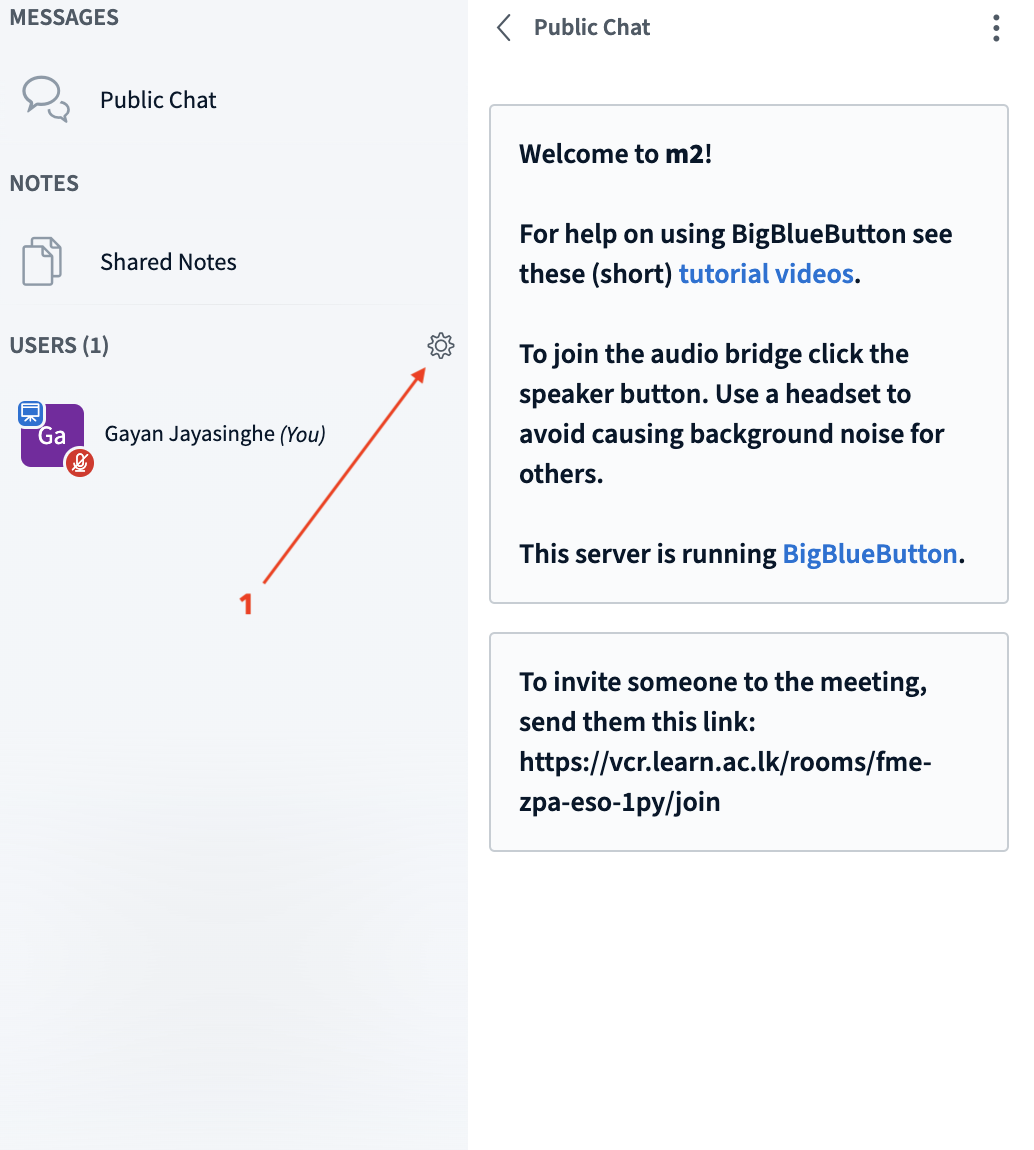 MESSAGES
Public Chat
NOTES
Shared Notes
USERS (1)
Ga
Gayan Jayasinghe (You)
1
Public Chat
Welcome to m2!
For help on using BigBlueButton see
these (short) tutorial videos.
To join the audio bridge click the
speaker button. Use a headset to
avoid causing background noise for
others.
This server is running BigBlueButton.
To invite someone to the meeting,
send them this link:
https://vcr.learn.ac.lk/rooms/fme-
zpa-eso-1py/join